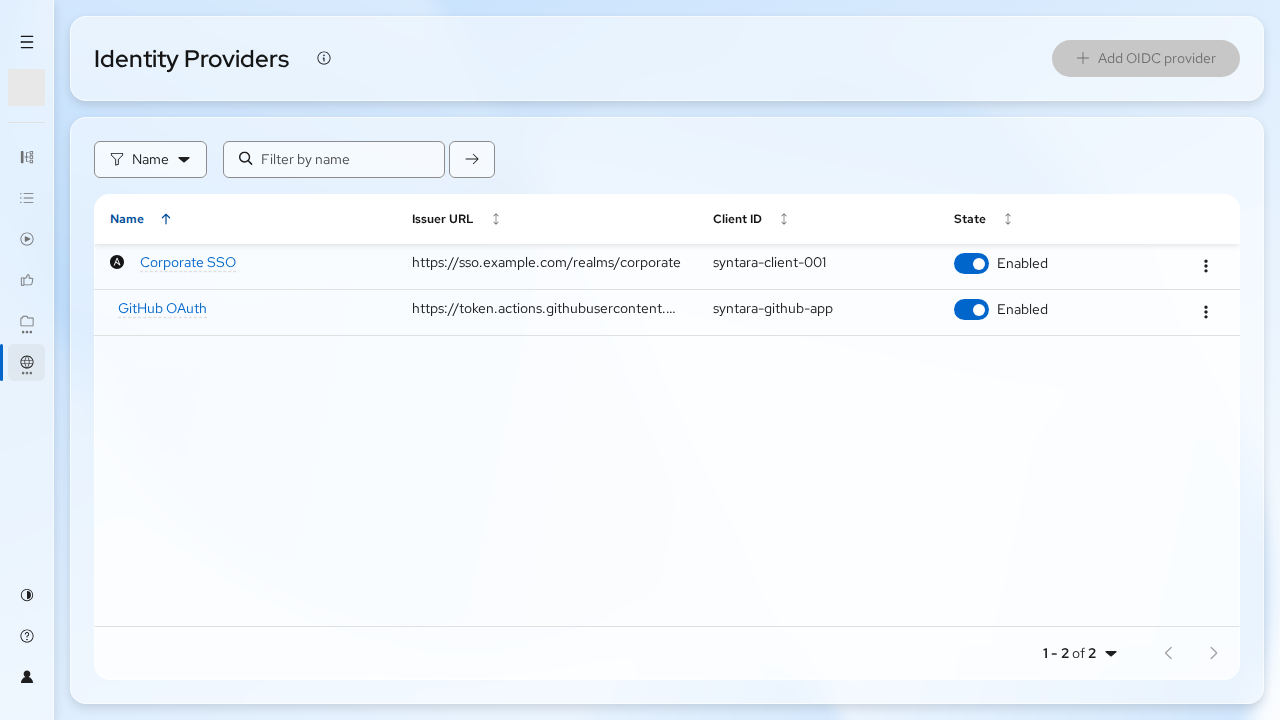 Identity Providers
Add OIDC provider
Name
Filter by name
Name Issuer URL Client ID State
Corporate SSO https://sso.example.com/realms/corporate syntara-client-001 Enabled
GitHub OAuth https://token.actions.githubusercontent.... syntara-github-app Enabled
1 - 2 of 2